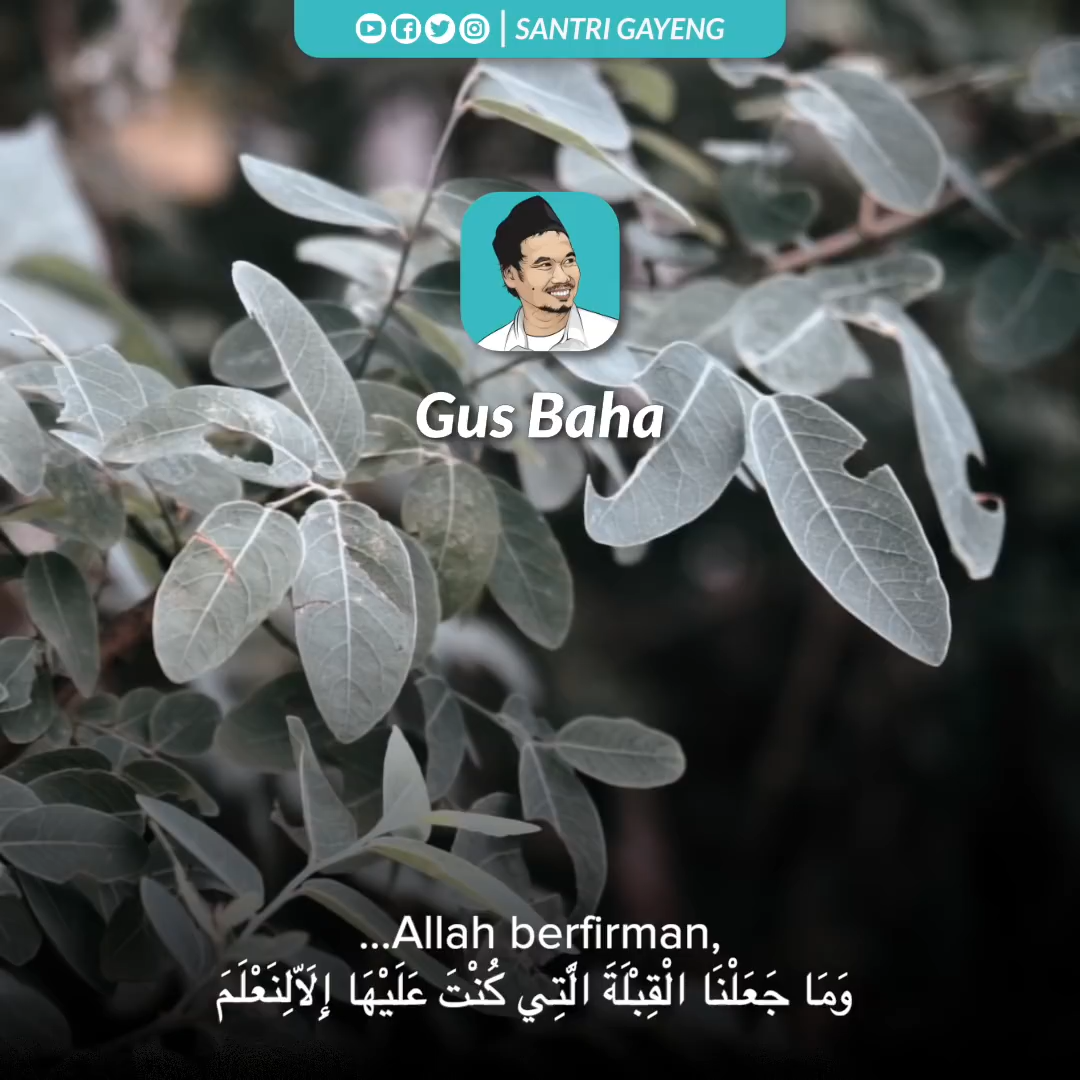 SANTRI GAYENG
Gus Baha
...Allah berfirman,
وَمَا جَعَلْنَا الْقِبْلَةَ الَّتِي كُنْتَ عَلَيْهَا إِلَّالِنَعْلَمَ